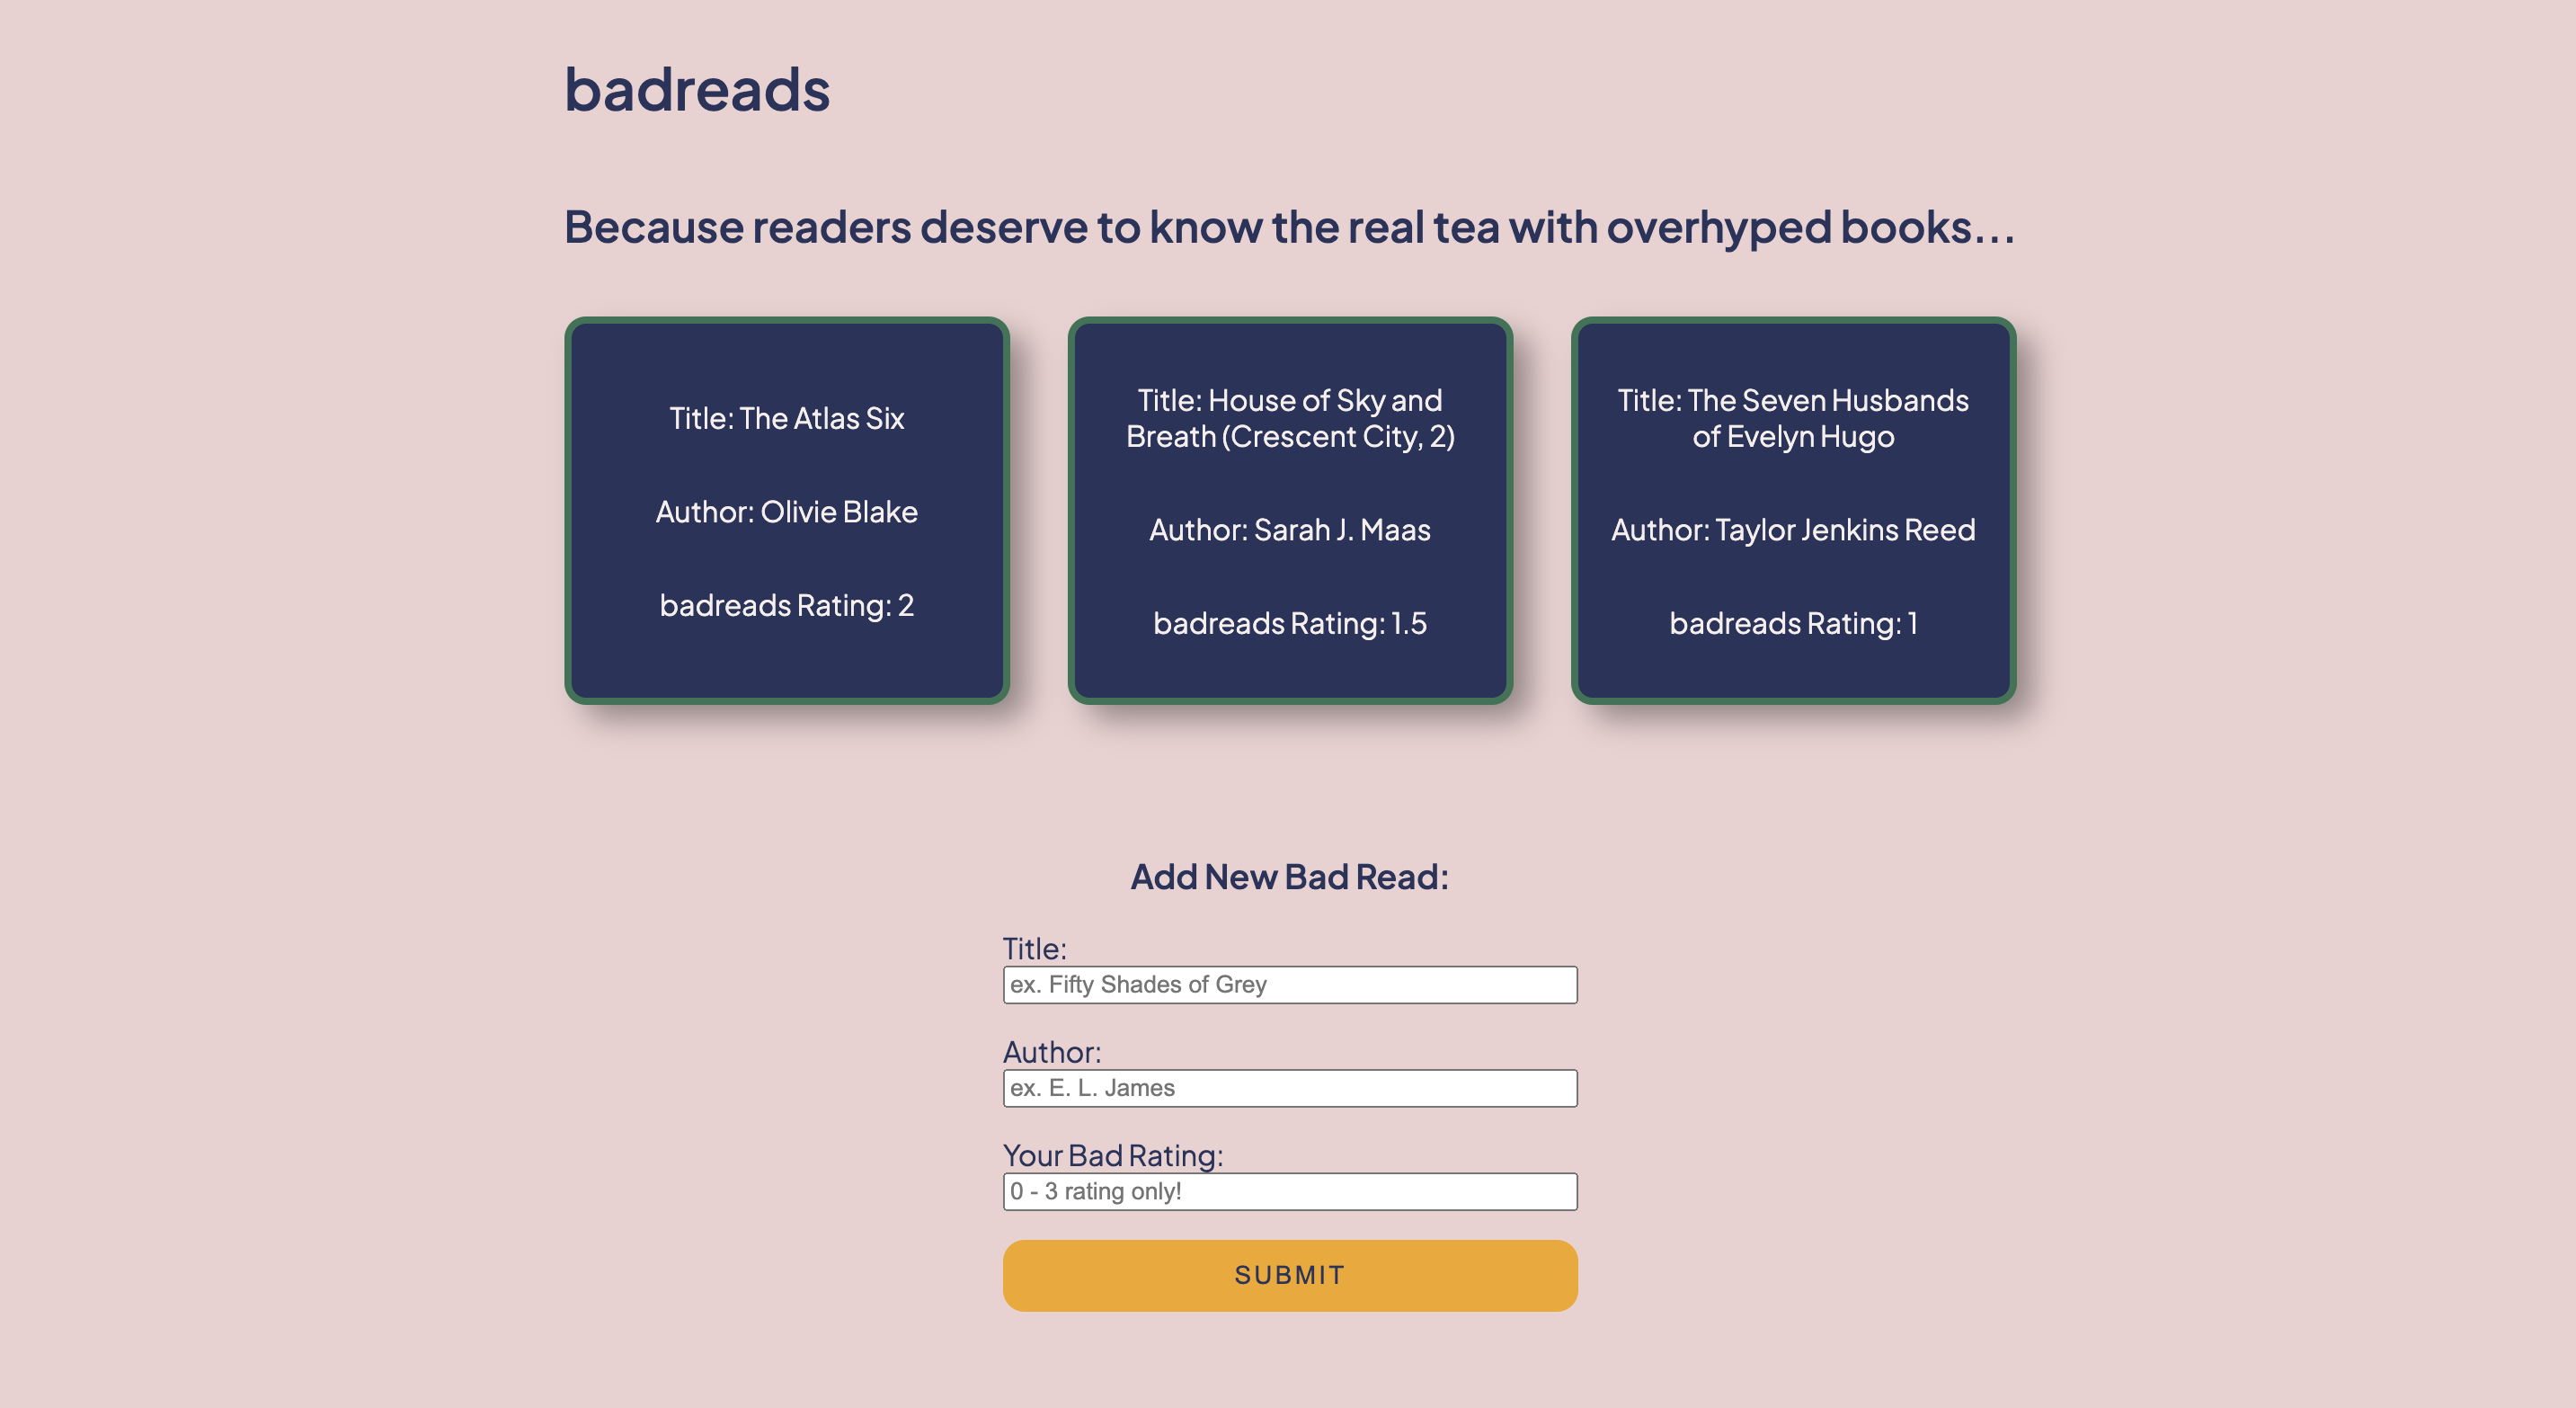 badreads
Because readers deserve to know the real tea with overhyped books...
Title: The Atlas Six
Author: Olivie Blake
badreads Rating: 2
Title: House of Sky and
Breath (Crescent City, 2)
Author: Sarah J. Maas
badreads Rating: 1.5
Title: The Seven Husbands
of Evelyn Hugo
Author: Taylor Jenkins Reed
badreads Rating: 1
Add New Bad Read:
Title:
ex. Fifty Shades of Grey
Author:
ex. E. L. James
Your Bad Rating:
0 - 3 rating only!
SUBMIT